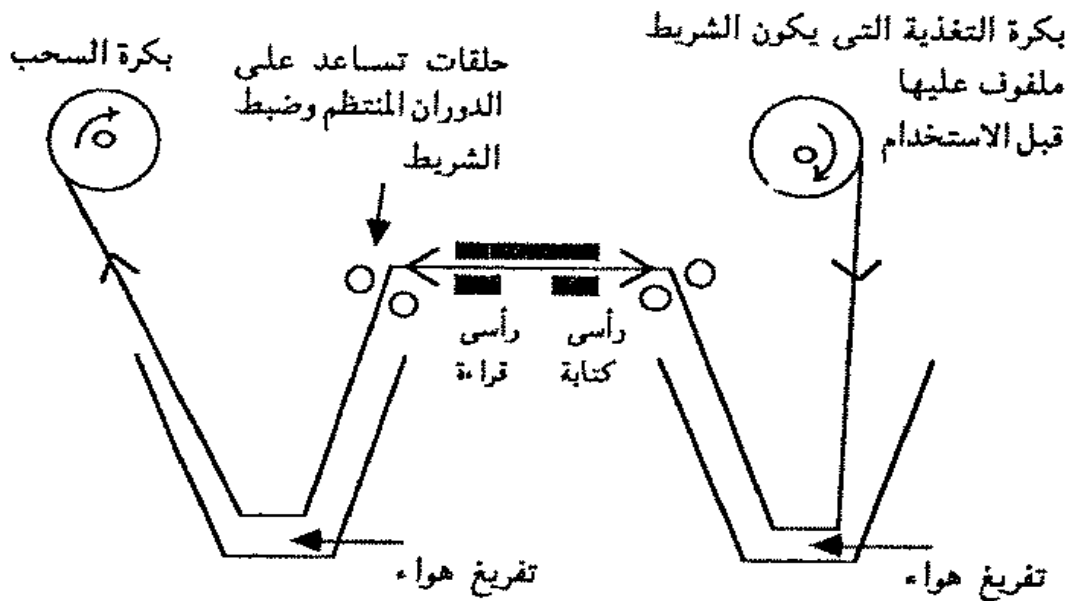 بكرة التغذية التى يكون الشريط
ملفوف عليها
قبل الاستخدام
حلقات تساعد على
الدوران المنتظم وضبط
الشريط
بكرة السحب
رأسى
كتابة
رأسى
قراءة
تفريغ هواء
تفريغ هواء